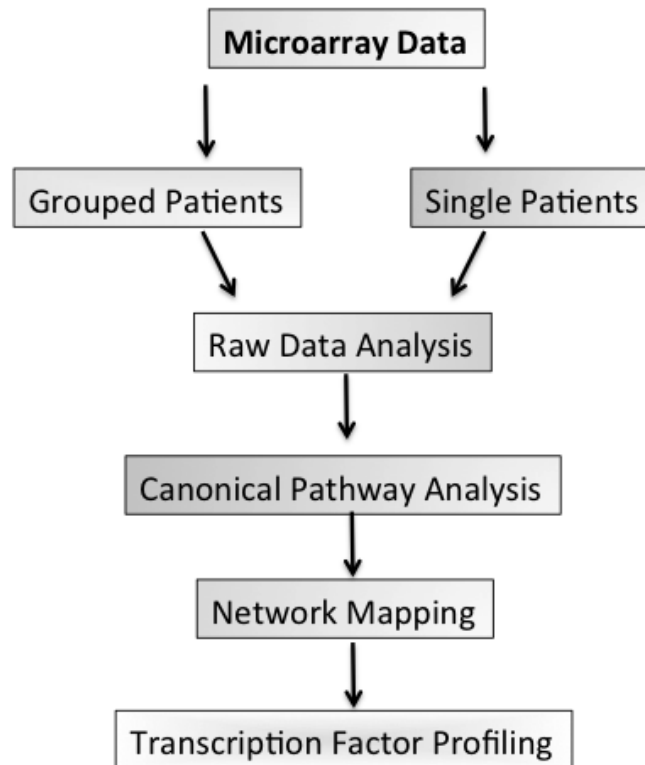 Microarray Data
Grouped Patients
Single Patients
Raw Data Analysis
Canonical Pathway Analysis
Network Mapping
Transcription Factor Profiling